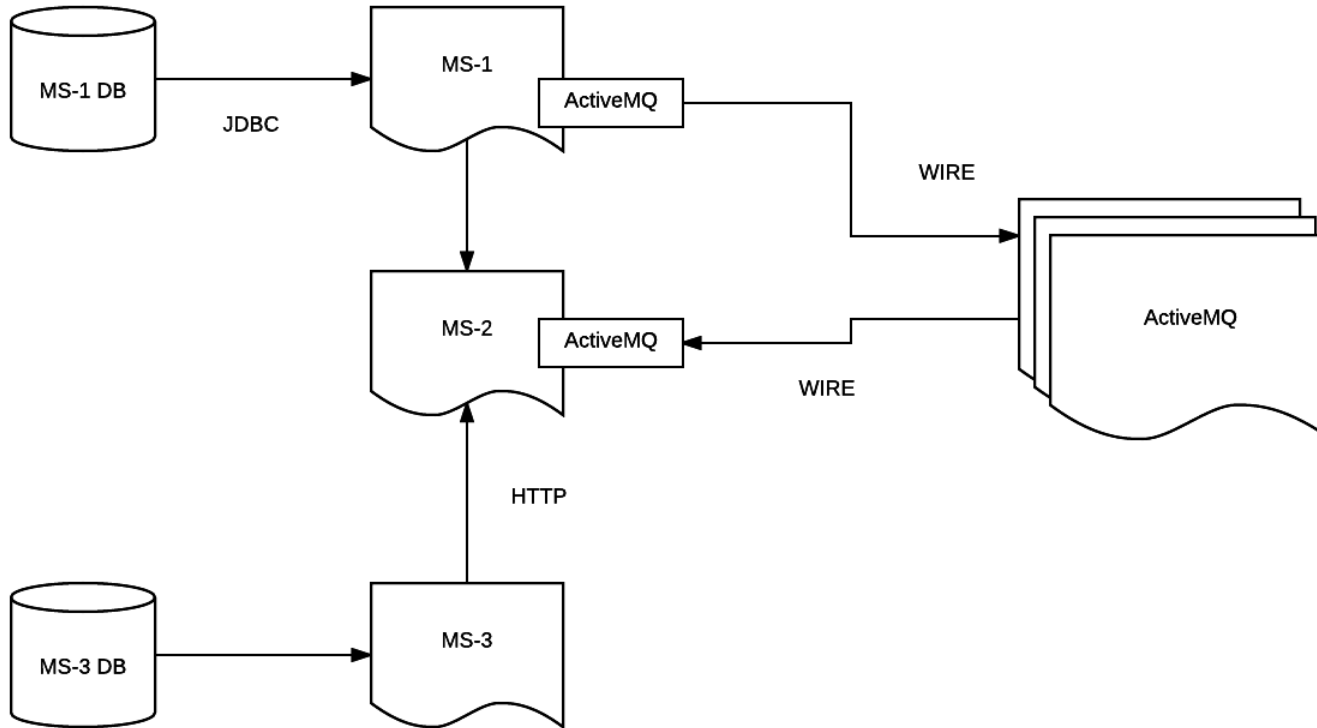 MS-1 DB
JDBC
MS-1
ActiveMQ
WIRE
MS-2
ActiveMQ
WIRE
ActiveMQ
HTTP
MS-3 DB
MS-3